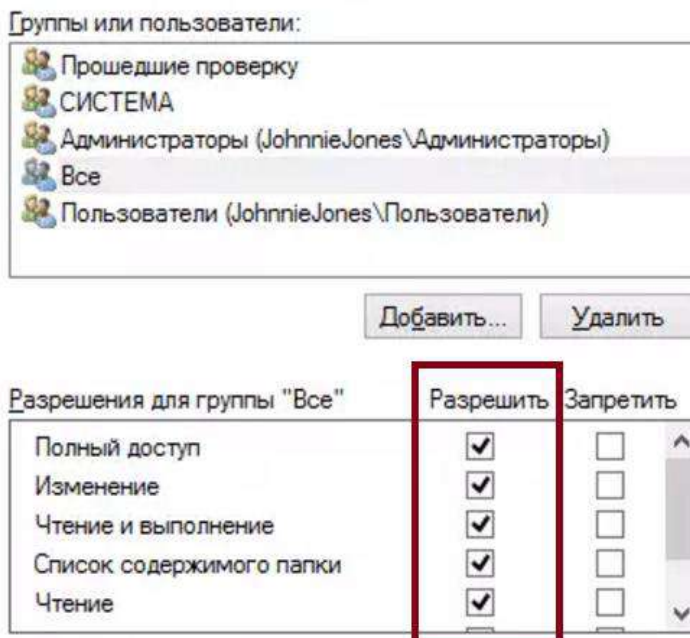 Группы или пользователи:
Прошедшие проверку
СИСТЕМА
Администраторы (JohnnieJones\Администраторы)
Все
Пользователи (JohnnieJones\Пользователи)
Добавить... Удалить
Разрешения для группы "Все" Разрешить Запретить
Полный доступ
Изменение
Чтение и выполнение
Список содержимого папки
Чтение